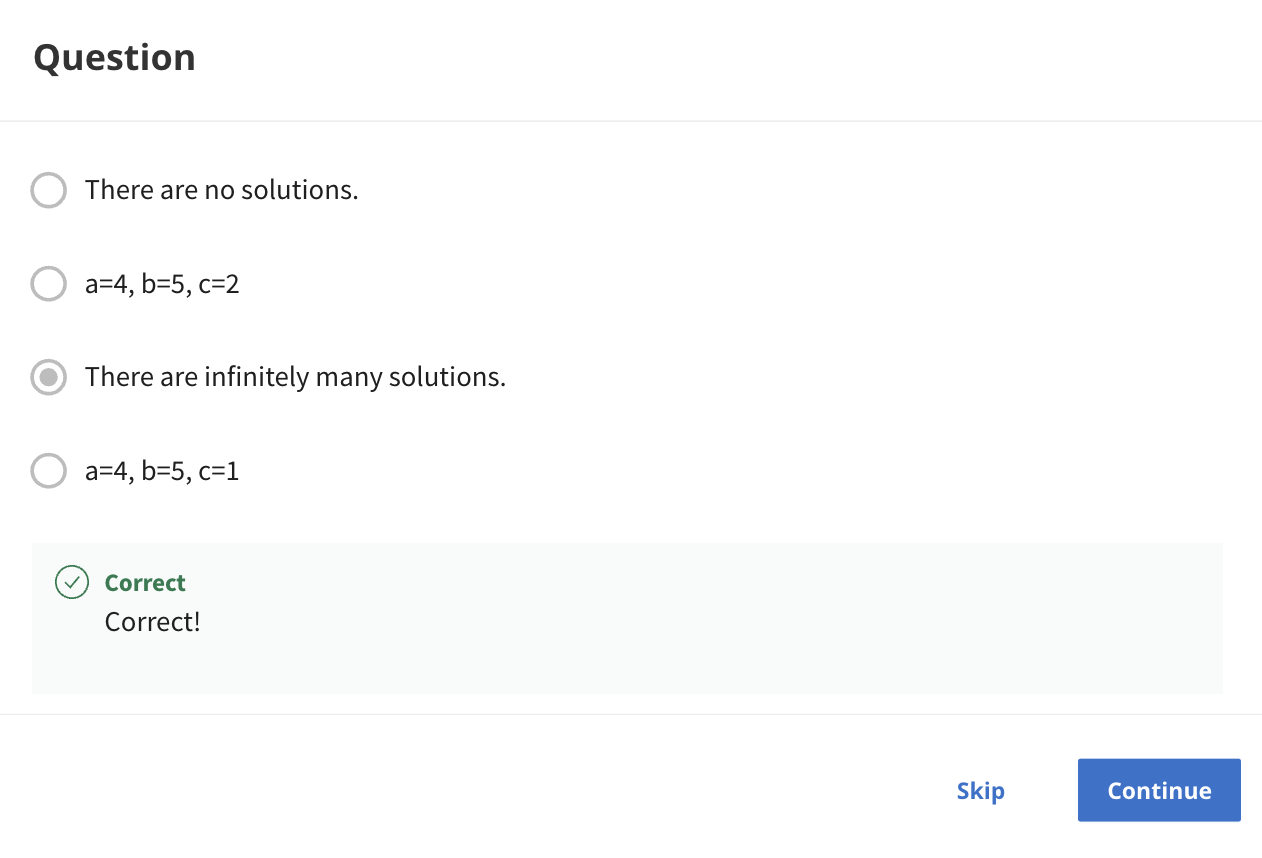 Question
There are no solutions.
a=4, b=5, c=2
There are infinitely many solutions.
a=4, b=5, c=1
Correct
Correct!
Skip
Continue